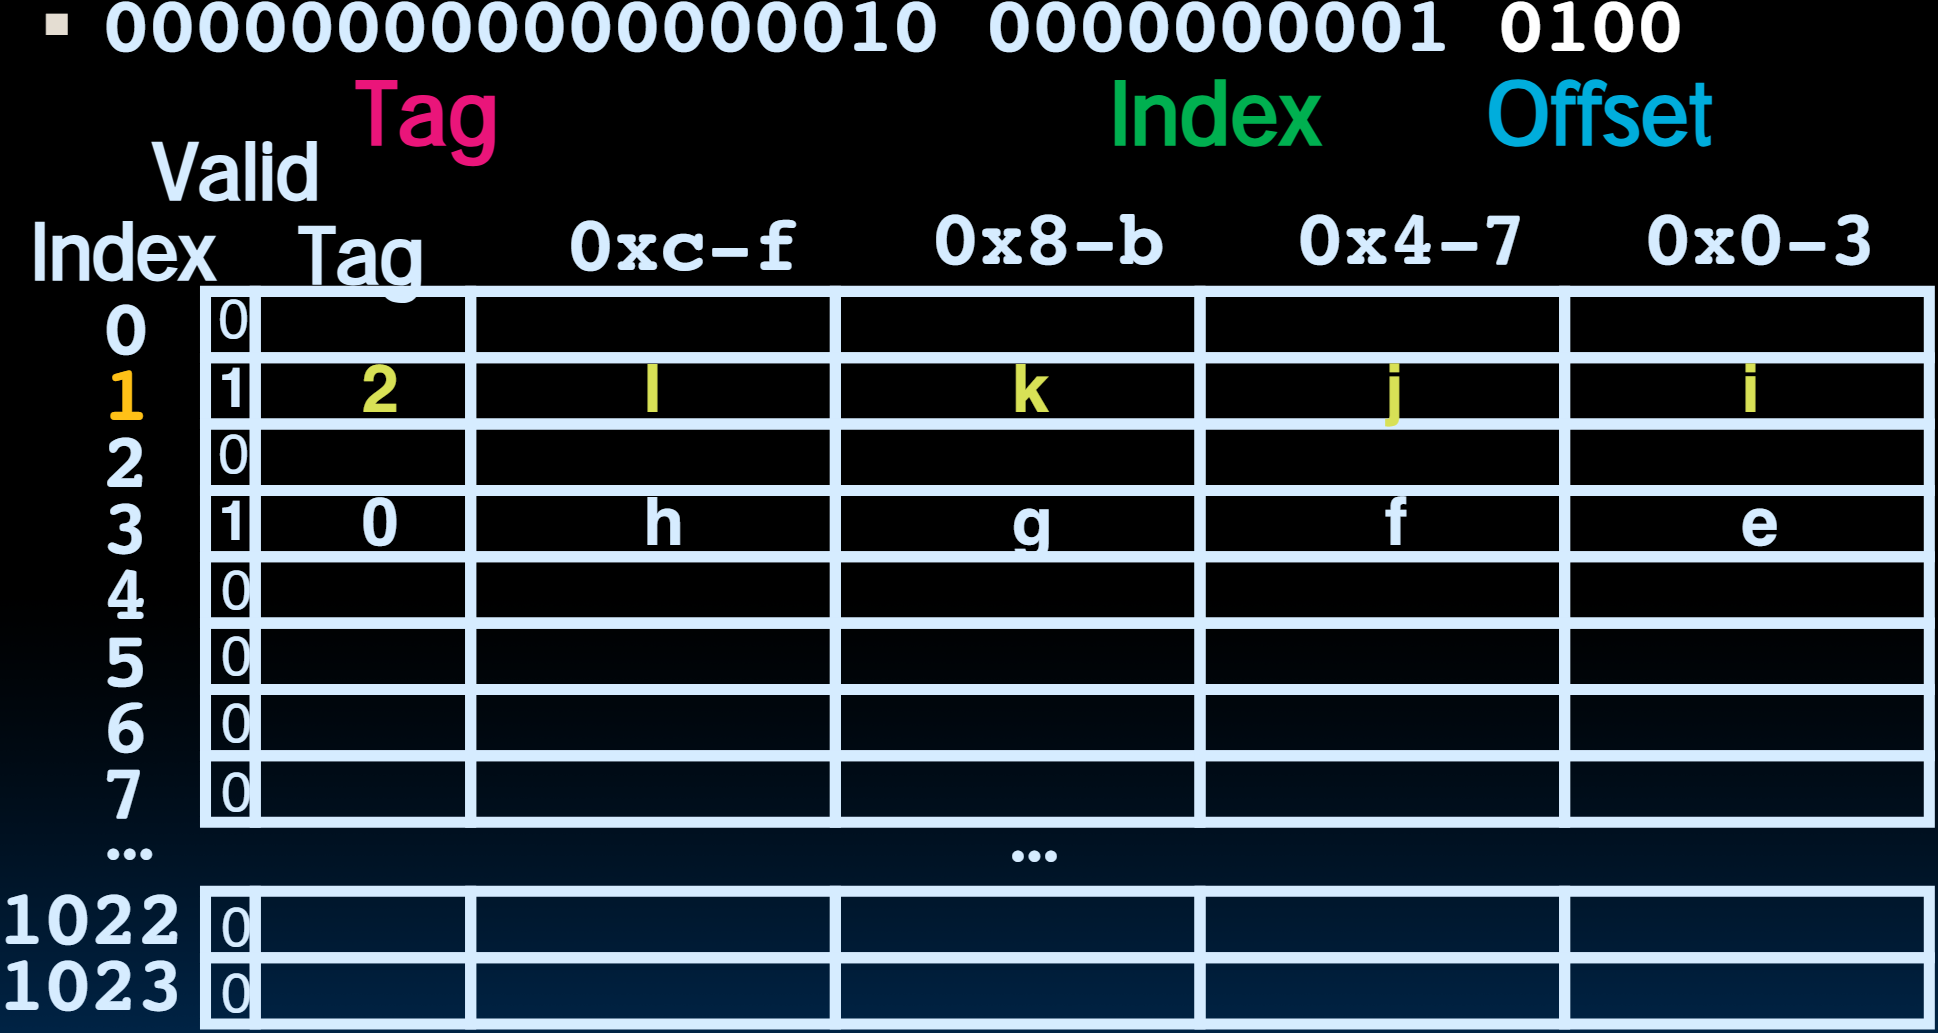 ▪ 000000000000000010 0000000001 0100
Tag Index Offset
Valid
Index Tag 0xc-f 0x8-b 0x4-7 0x0-3
0 0
1 1 2 l k j i
2 0
3 1 0 h g f e
4 0
5 0
6 0
7 0
... ...
1022 0
1023 0